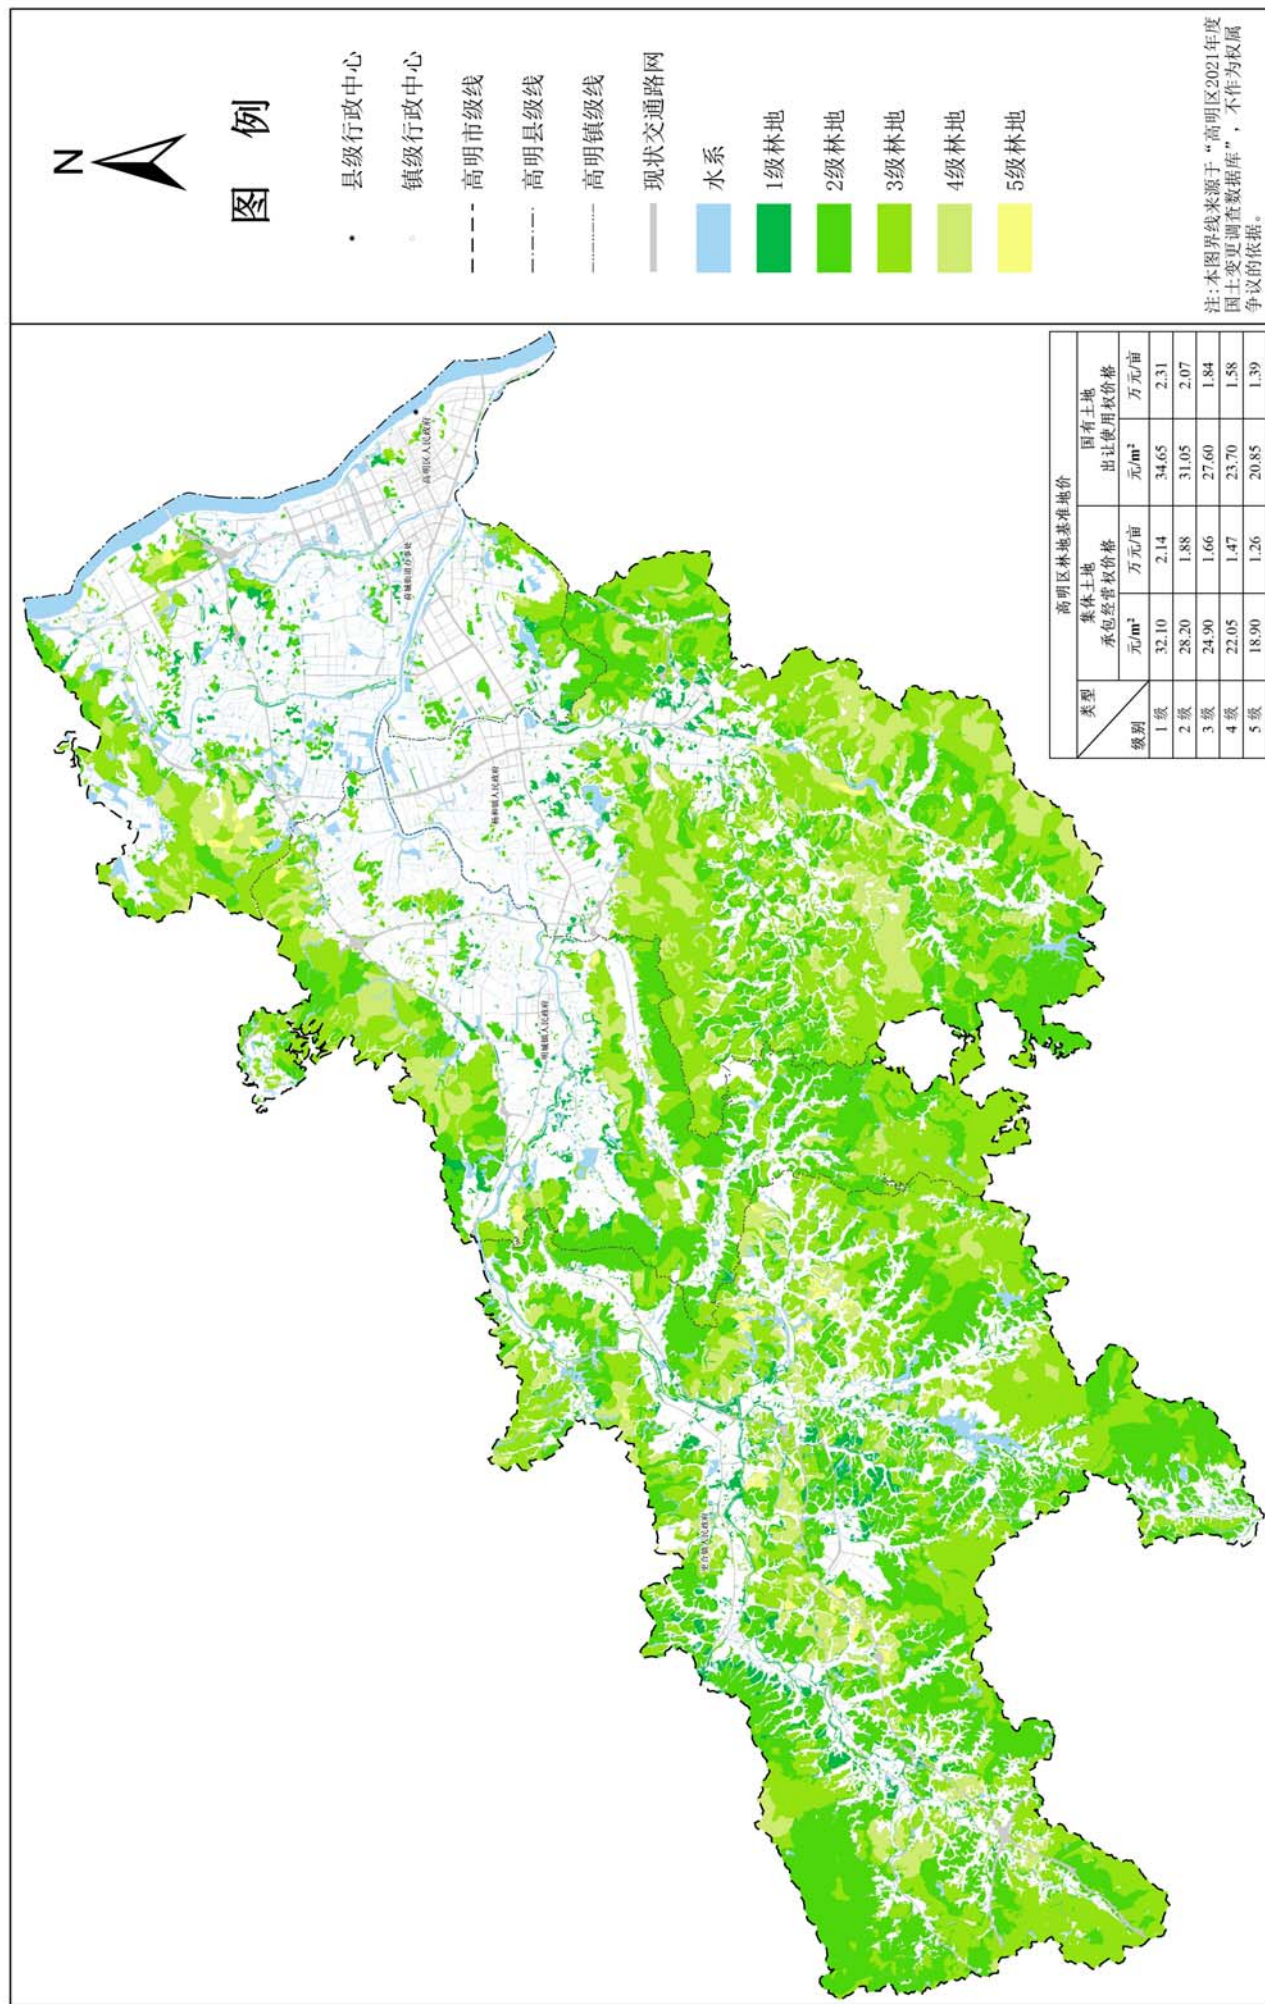 N
图 例
县级行政中心
镇级行政中心
高明市级线
高明县级线
高明镇级线
现状交通路网
水系
1级林地
2级林地
3级林地
4级林地
5级林地
注:本图界线来源于“高明区2021年度
国土变更调查数据库”,不作为权属
争议的依据。
高明区人民政府
荷城街道办事处
杨和镇人民政府
明城镇人民政府
更合镇人民政府
高明区林地基准地价
类型 集体土地 国有土地
承包经营权价格 出让使用权价格
级别 元/m² 万元/亩 元/m² 万元/亩
1 级 32.10 2.14 34.65 2.31
2 级 28.20 1.88 31.05 2.07
3 级 24.90 1.66 27.60 1.84
4 级 22.05 1.47 23.70 1.58
5 级 18.90 1.26 20.85 1.39